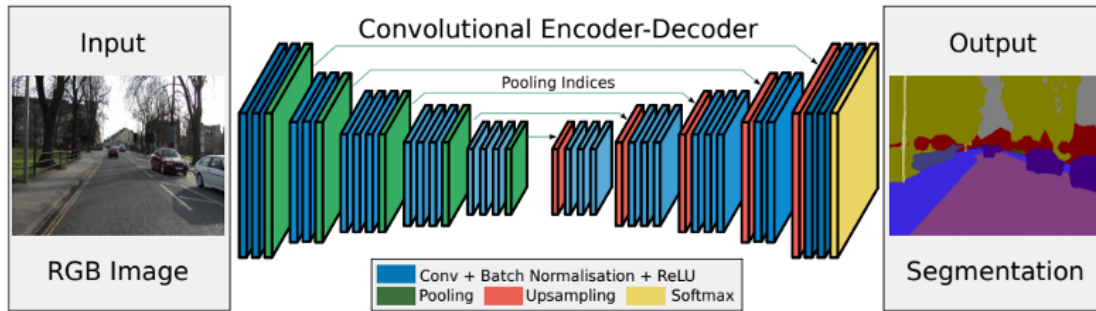 Input
RGB Image
Convolutional Encoder-Decoder
Pooling Indices
Conv + Batch Normalisation + ReLU
Pooling Upsampling Softmax
Output
Segmentation